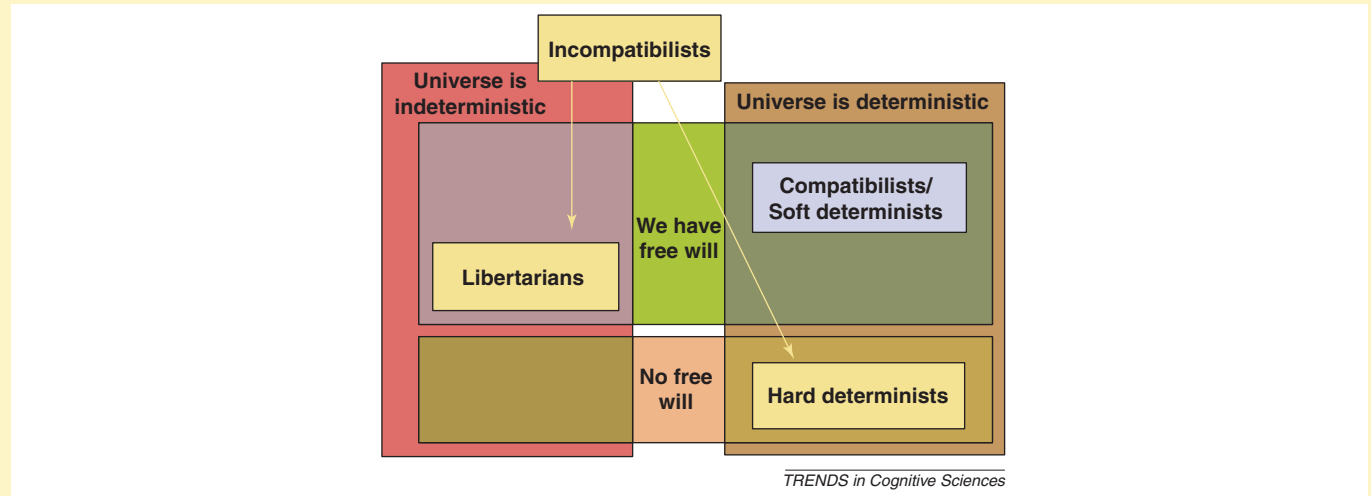 Incompatibilists
Universe is
indeterministic
Universe is deterministic
Compatibilists/
Soft determinists
We have
free will
Libertarians
No free
will
Hard determinists
TRENDS in Cognitive Sciences